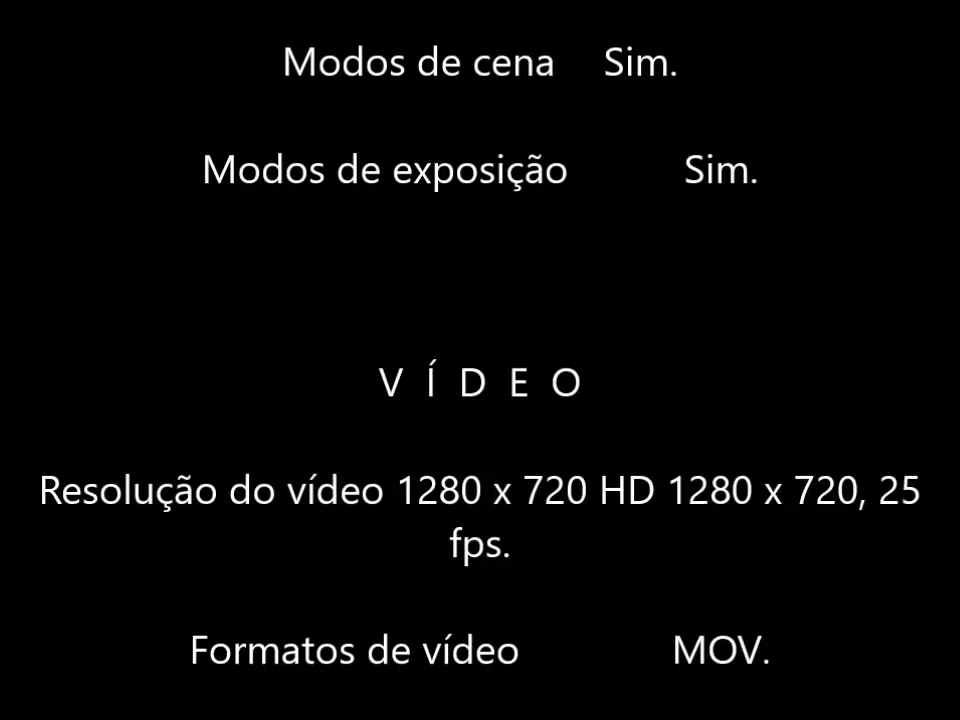 Modos de cena Sim.
Modos de exposição Sim.
V Í D E O
Resolução do vídeo 1280 x 720 HD 1280 x 720, 25
fps.
Formatos de vídeo MOV.